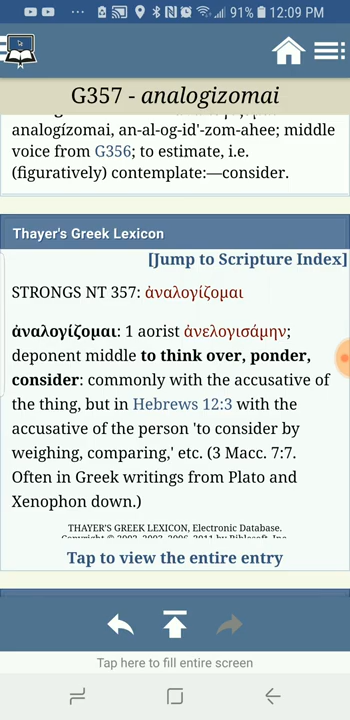 91% 12:09 PM
G357 - analogizomai
analogízomai, an-al-og-id'-zom-ahee; middle
voice from G356; to estimate, i.e.
(figuratively) contemplate:—consider.
Thayer's Greek Lexicon
[Jump to Scripture Index]
STRONGS NT 357: ἀναλογίζομαι
ἀναλογίζομαι: 1 aorist ἀνελογισάμην;
deponent middle to think over, ponder,
consider: commonly with the accusative of
the thing, but in Hebrews 12:3 with the
accusative of the person 'to consider by
weighing, comparing,' etc. (3 Macc. 7:7.
Often in Greek writings from Plato and
Xenophon down.)
THAYER'S GREEK LEXICON, Electronic Database.
Tap to view the entire entry
Tap here to fill entire screen